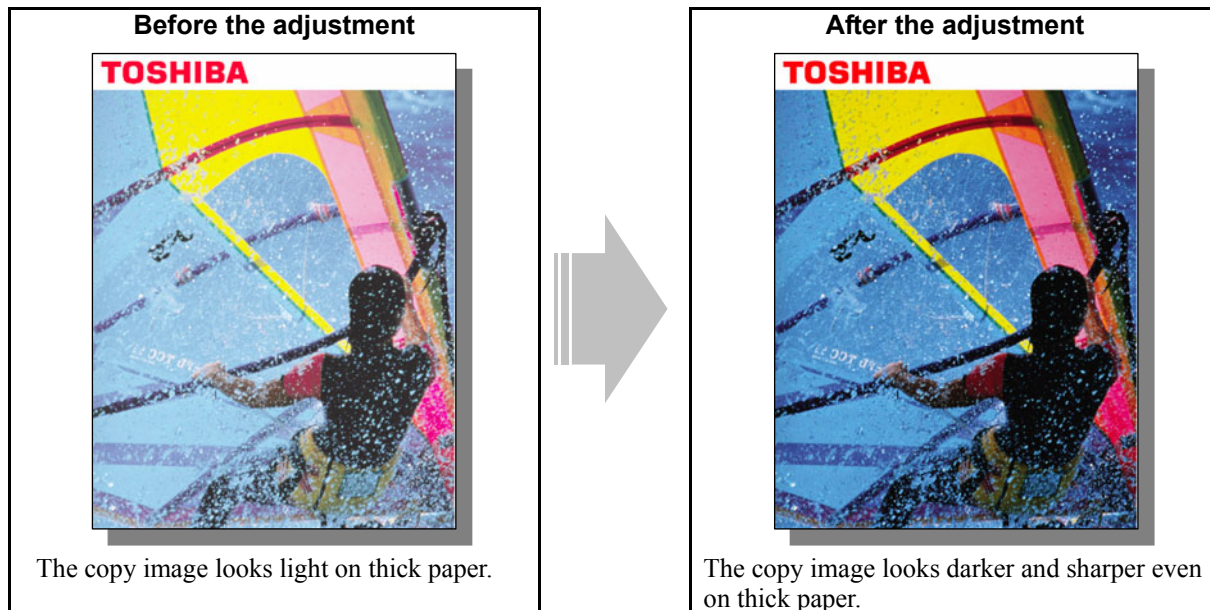 Before the adjustment
TOSHIBA
The copy image looks light on thick paper.
After the adjustment
TOSHIBA
The copy image looks darker and sharper even
on thick paper.